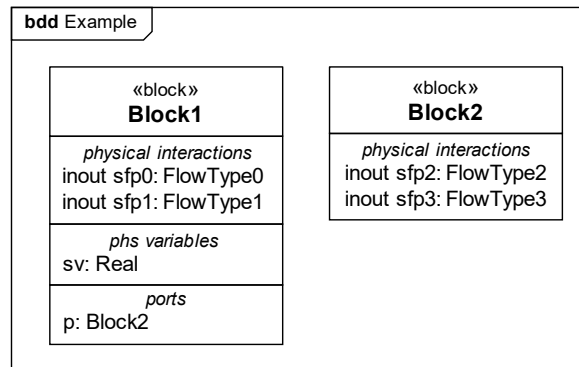 bdd Example
«block»
Block1
physical interactions
inout sfp0: FlowType0
inout sfp1: FlowType1
phs variables
sv: Real
ports
p: Block2
«block»
Block2
physical interactions
inout sfp2: FlowType2
inout sfp3: FlowType3